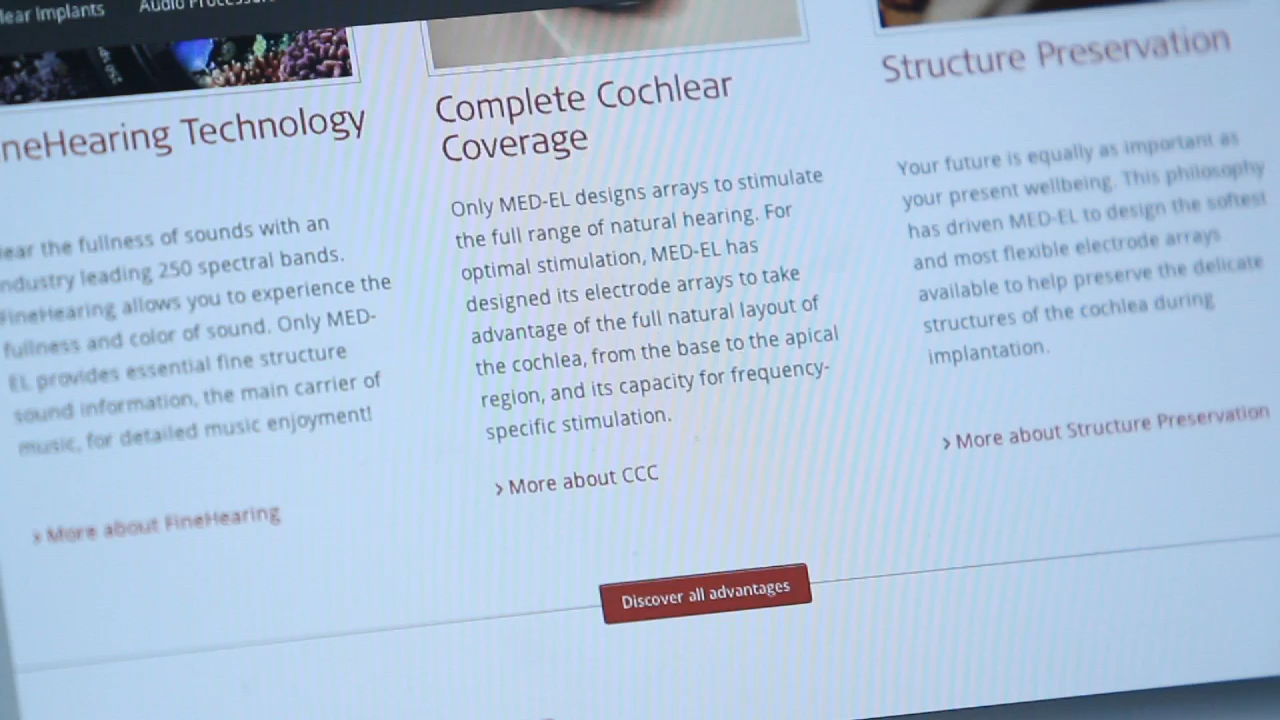 lear Implants
Audio Processors
ineHearing Technology
ear the fullness of sounds with an
ndustry leading 250 spectral bands.
FineHearing allows you to experience the
fullness and color of sound. Only MED-
EL provides essential fine structure
sound information, the main carrier of
music, for detailed music enjoyment!
› More about FineHearing
Complete Cochlear
Coverage
Only MED-EL designs arrays to stimulate
the full range of natural hearing. For
optimal stimulation, MED-EL has
designed its electrode arrays to take
advantage of the full natural layout of
the cochlea, from the base to the apical
region, and its capacity for frequency-
specific stimulation.
› More about CCC
Structure Preservation
Your future is equally as important as
your present wellbeing. This philosophy
has driven MED-EL to design the softest
and most flexible electrode arrays
available to help preserve the delicate
structures of the cochlea during
implantation.
› More about Structure Preservation
Discover all advantages